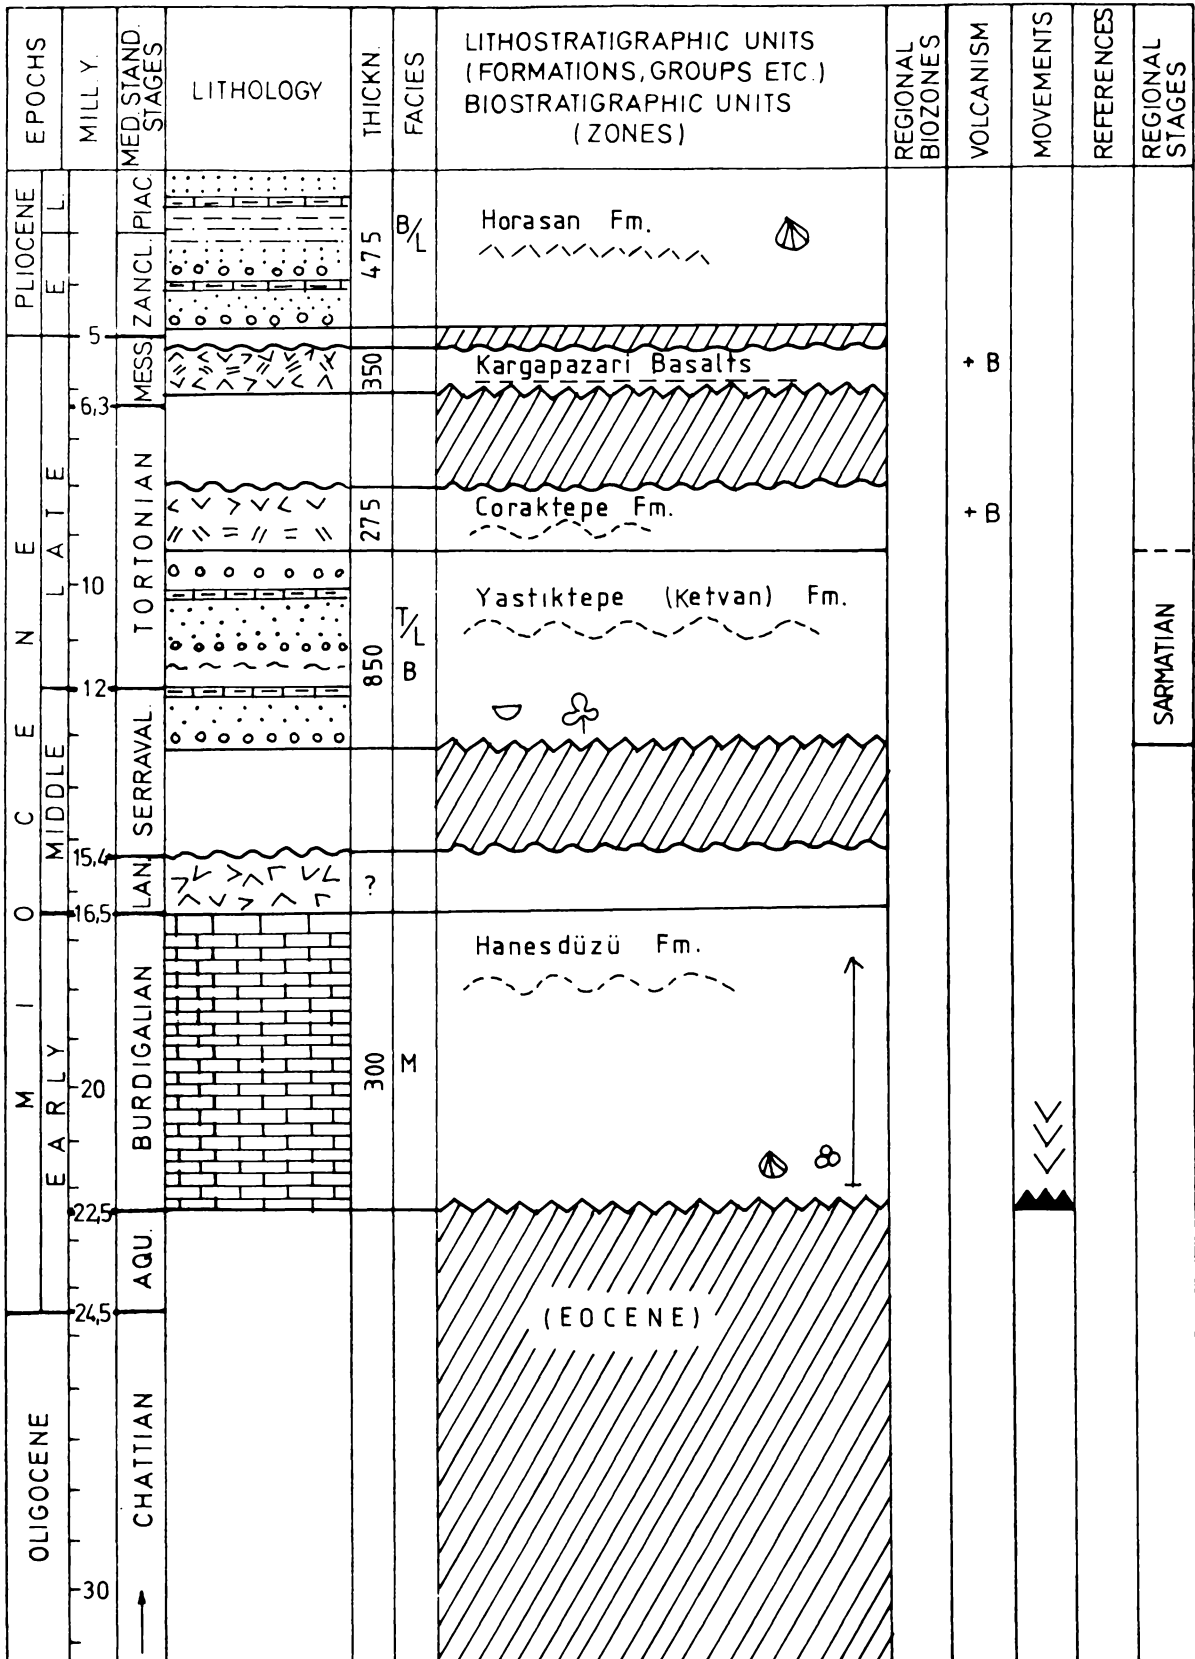 EPOCHS
MILL.Y.
MED. STAND.
STAGES
LITHOLOGY
THICKN.
FACIES
LITHOSTRATIGRAPHIC UNITS
(FORMATIONS, GROUPS ETC.)
BIOSTRATIGRAPHIC UNITS
(ZONES)
REGIONAL
BIOZONES
VOLCANISM
MOVEMENTS
REFERENCES
REGIONAL
STAGES
PLIOCENE
L.
E
PIAC.
ZANCL.
475
B/L
Horasan Fm.
5
MESS.
350
Kargapazari Basalts
+ B
6,3
MIOCENE
LATE
TORTONIAN
275
Coraktepe Fm.
+ B
10
850
T/L
B
Yastıktepe (Ketvan) Fm.
SARMATIAN
12
MIDDLE
SERRAVAL.
15,4
LAN.
?
16,5
EARLY
BURDIGALIAN
300
M
Hanesdüzü Fm.
20
22,5
AQU.
24,5
(EOCENE)
OLIGOCENE
CHATTIAN
30